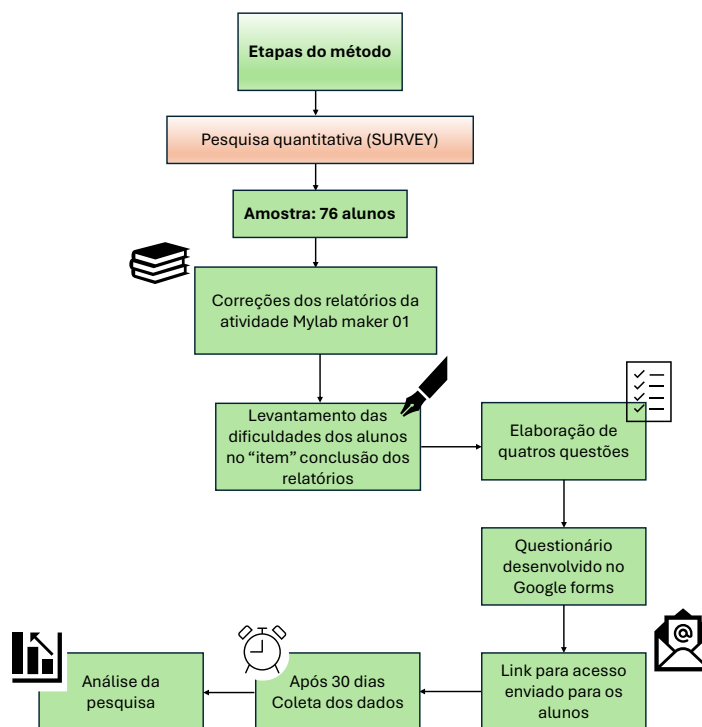 Etapas do método
Pesquisa quantitativa (SURVEY)
Amostra: 76 alunos
Correções dos relatórios da
atividade Mylab maker 01
Levantamento das
dificuldades dos alunos
no “item” conclusão dos
relatórios
Elaboração de
quatros questões
Questionário
desenvolvido no
Google forms
Link para acesso
enviado para os
alunos
Após 30 dias
Coleta dos dados
Análise da
pesquisa